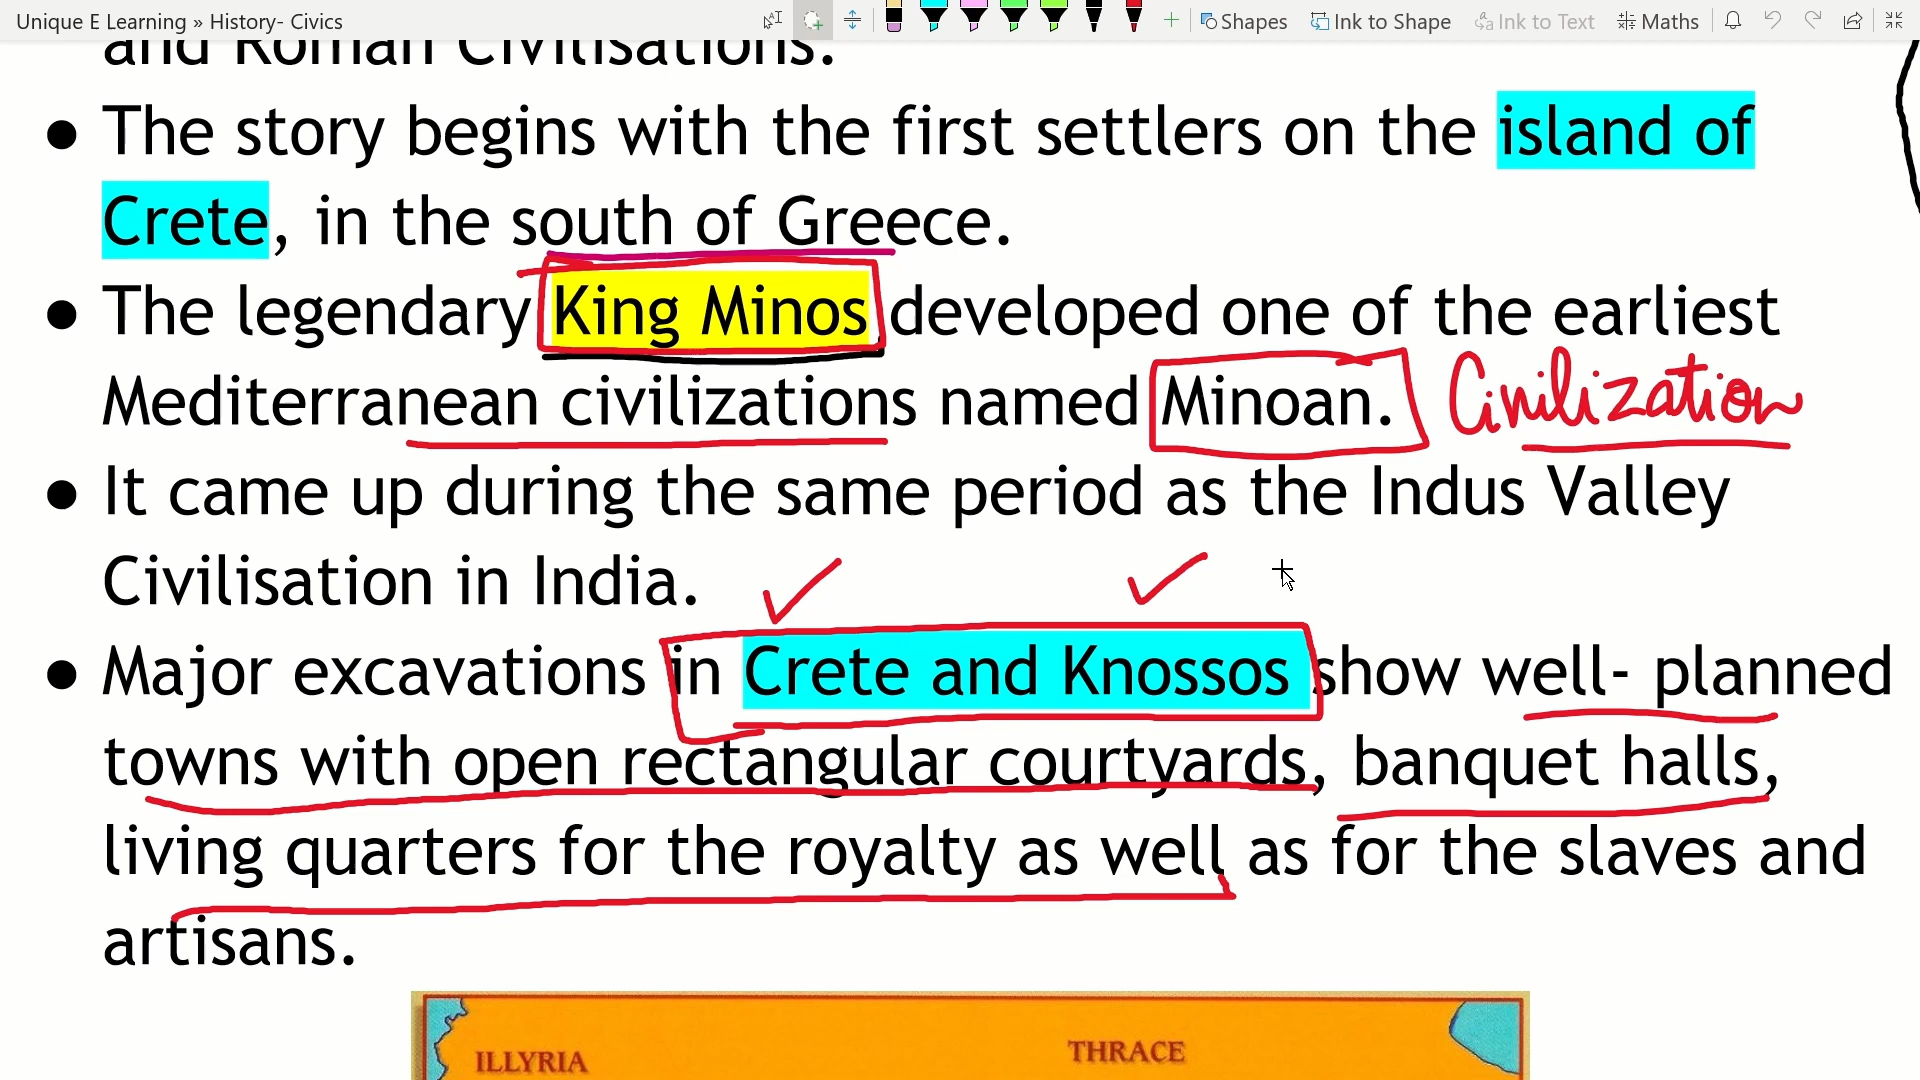 Unique E Learning » History- Civics
Shapes
Ink to Shape
Ink to Text
Maths
and Roman Civilisations.
● The story begins with the first settlers on the island of
Crete, in the south of Greece.
● The legendary King Minos developed one of the earliest
Mediterranean civilizations named Minoan. Civilization
● It came up during the same period as the Indus Valley
Civilisation in India.
● Major excavations in Crete and Knossos show well- planned
towns with open rectangular courtyards, banquet halls,
living quarters for the royalty as well as for the slaves and
artisans.
ILLYRIA
THRACE